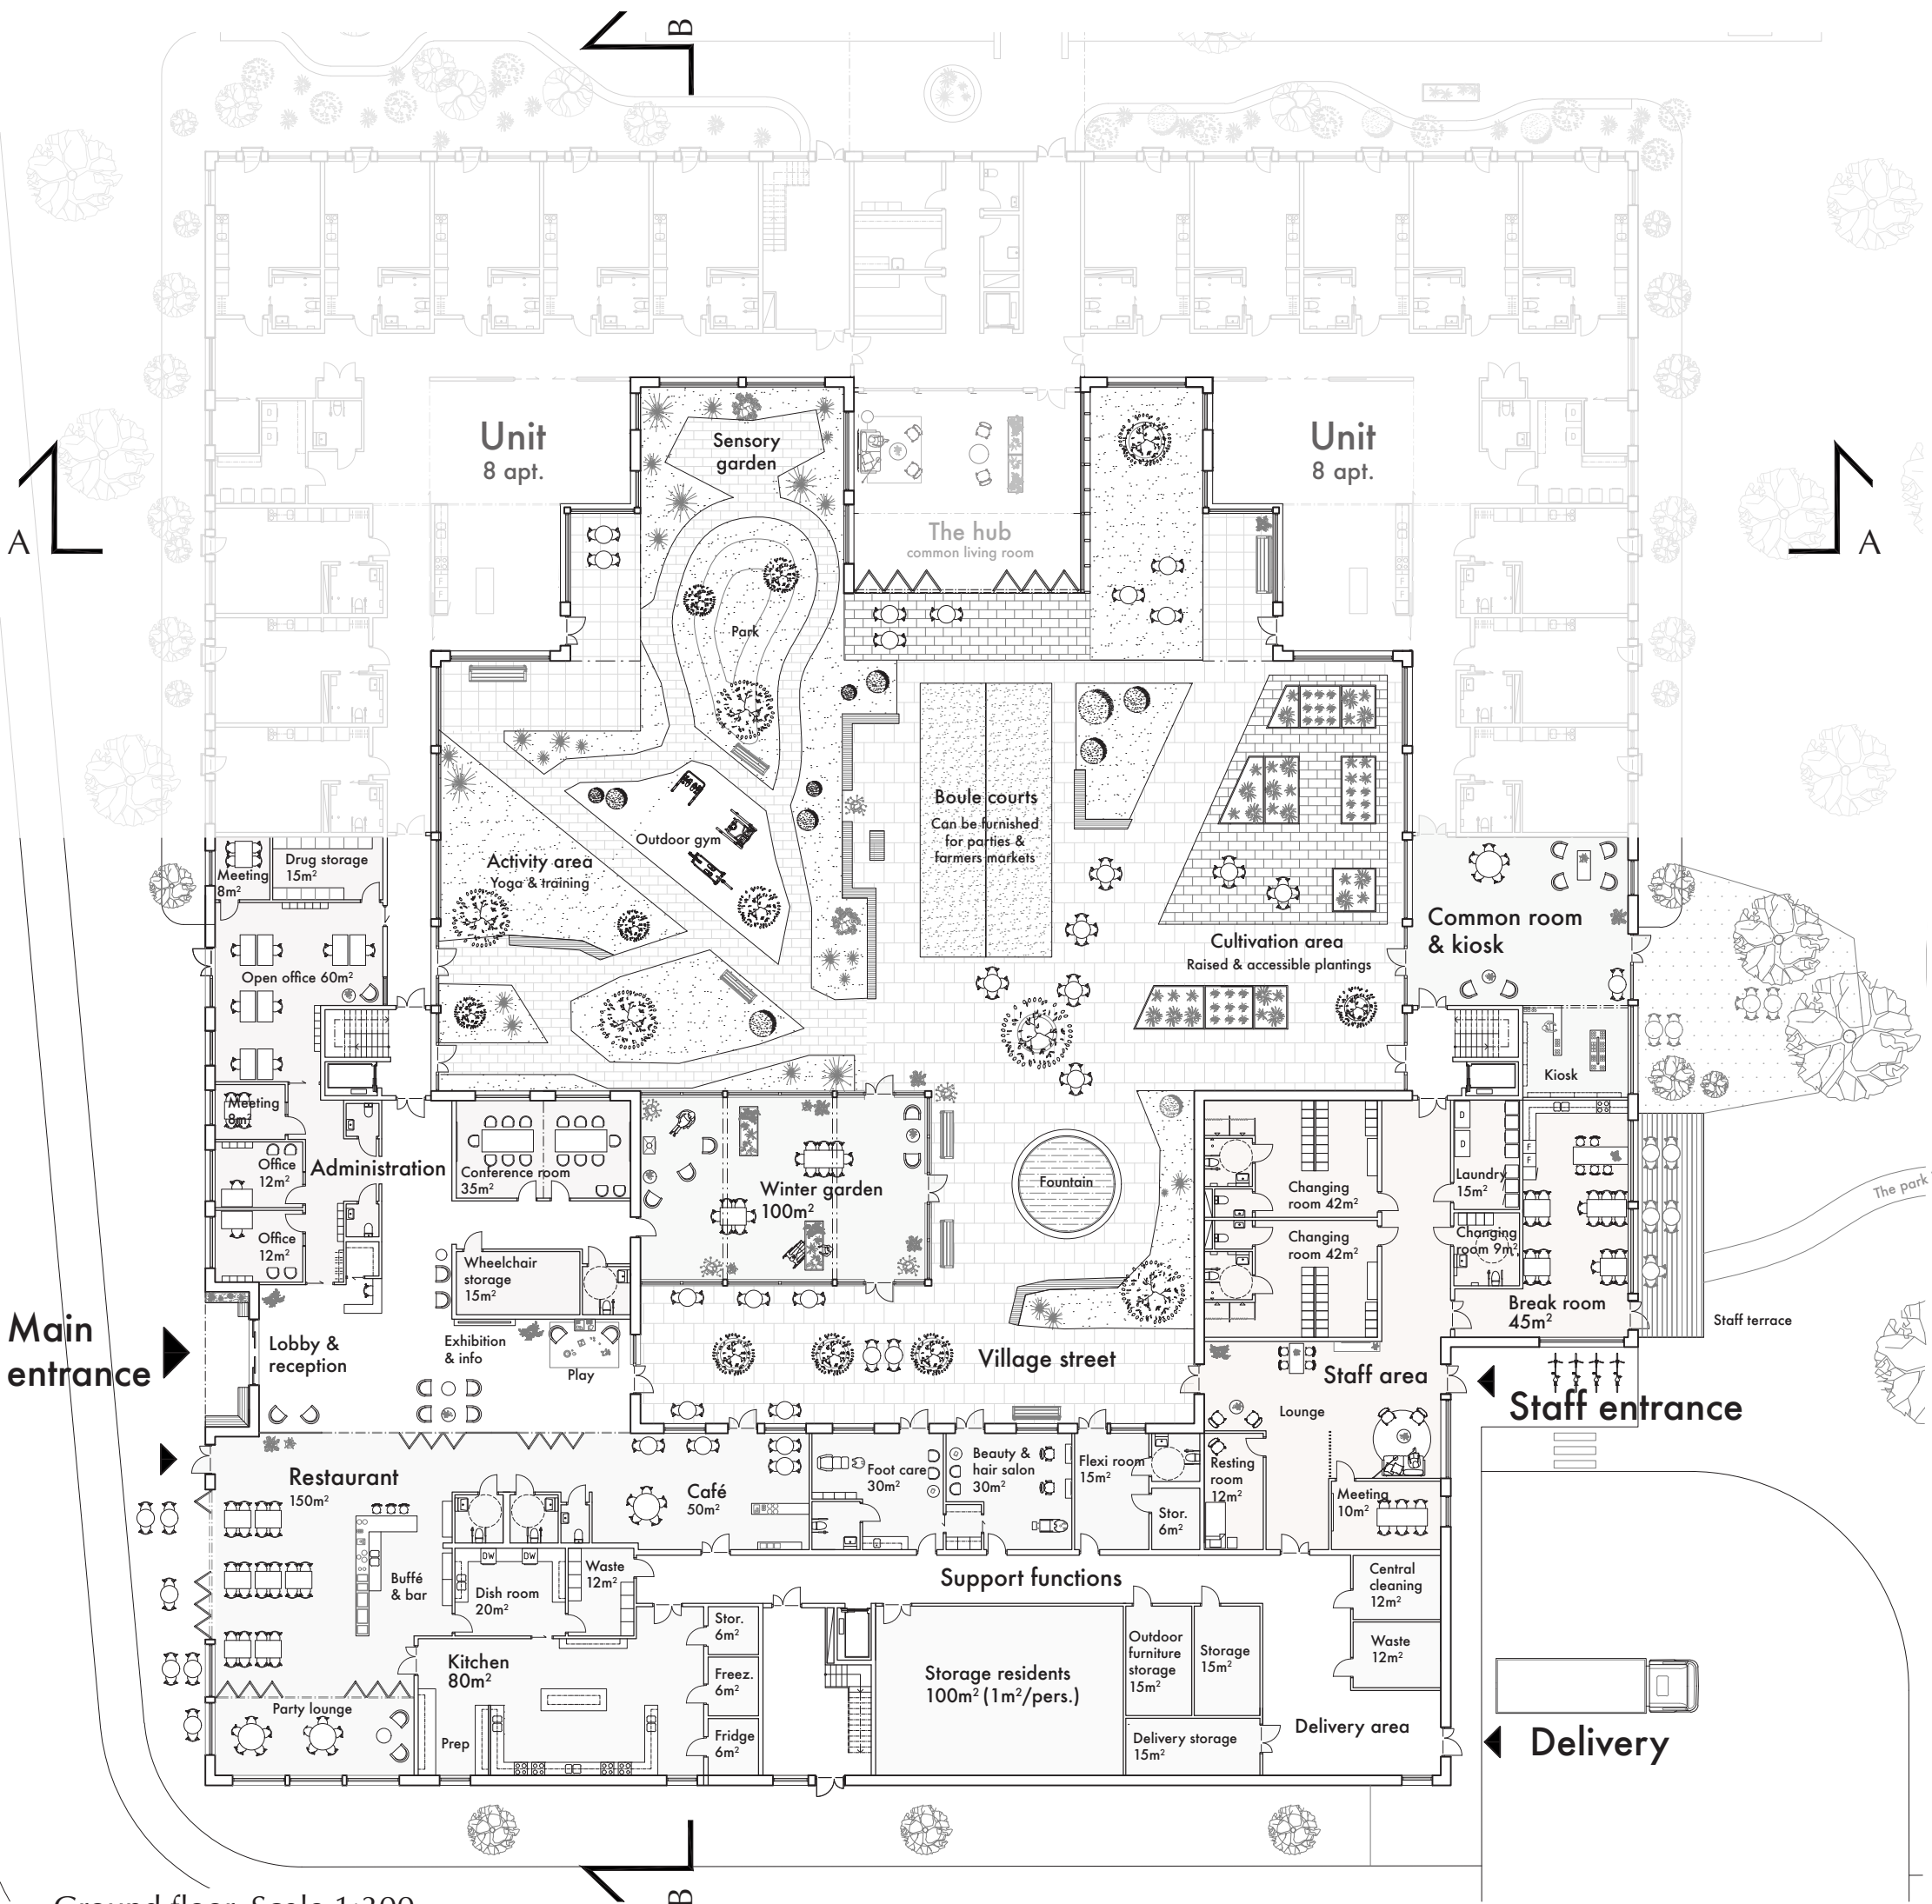 B
Unit
8 apt.
Sensory
garden
Unit
8 apt.
The hub
common living room
A
A
Park
Boule courts
Can be furnished
for parties &
farmers markets
Outdoor gym
Activity area
Yoga & training
Drug storage
15m²
Meeting
8m²
Open office 60m²
Common room
& kiosk
Cultivation area
Raised & accessible plantings
Kiosk
Meeting
8m²
Office
12m²
Administration
Conference room
35m²
Winter garden
100m²
Fountain
Changing
room 42m²
Laundry
15m²
The park
Office
12m²
Wheelchair
storage
15m²
Changing
room 42m²
Changing
room 9m²
Break room
45m²
Staff terrace
Main
entrance
Lobby &
reception
Exhibition
& info
Play
Village street
Staff area
Staff entrance
Lounge
Restaurant
150m²
Café
50m²
Foot care
30m²
Beauty &
hair salon
30m²
Flexi room
15m²
Stor.
6m²
Resting
room
12m²
Meeting
10m²
Buffé
& bar
DW
DW
Dish room
20m²
Waste
12m²
Support functions
Central
cleaning
12m²
Waste
12m²
Stor.
6m²
Freez.
6m²
Fridge
6m²
Kitchen
80m²
Prep
Party lounge
Storage residents
100m² (1m²/pers.)
Outdoor
furniture
storage
15m²
Storage
15m²
Delivery storage
15m²
Delivery area
Delivery
D
D
F
F
F
F
F
F
B
Ground floor, Scale 1:300